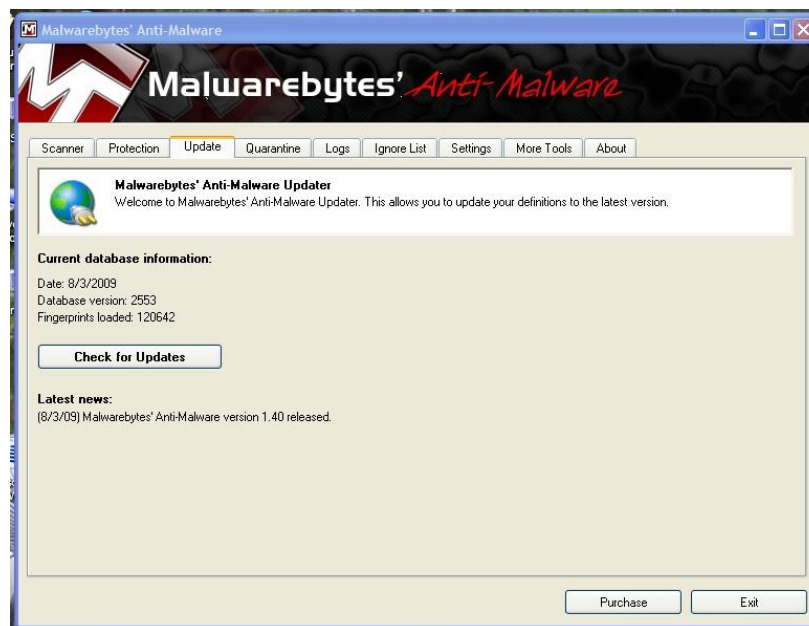 Malwarebytes' Anti-Malware
Malwarebytes' Anti-Malware
Scanner Protection Update Quarantine Logs Ignore List Settings More Tools About
Malwarebytes' Anti-Malware Updater
Welcome to Malwarebytes' Anti-Malware Updater. This allows you to update your definitions to the latest version.
Current database information:
Date: 8/3/2009
Database version: 2553
Fingerprints loaded: 120642
Check for Updates
Latest news:
(8/3/09) Malwarebytes' Anti-Malware version 1.40 released.
Purchase Exit